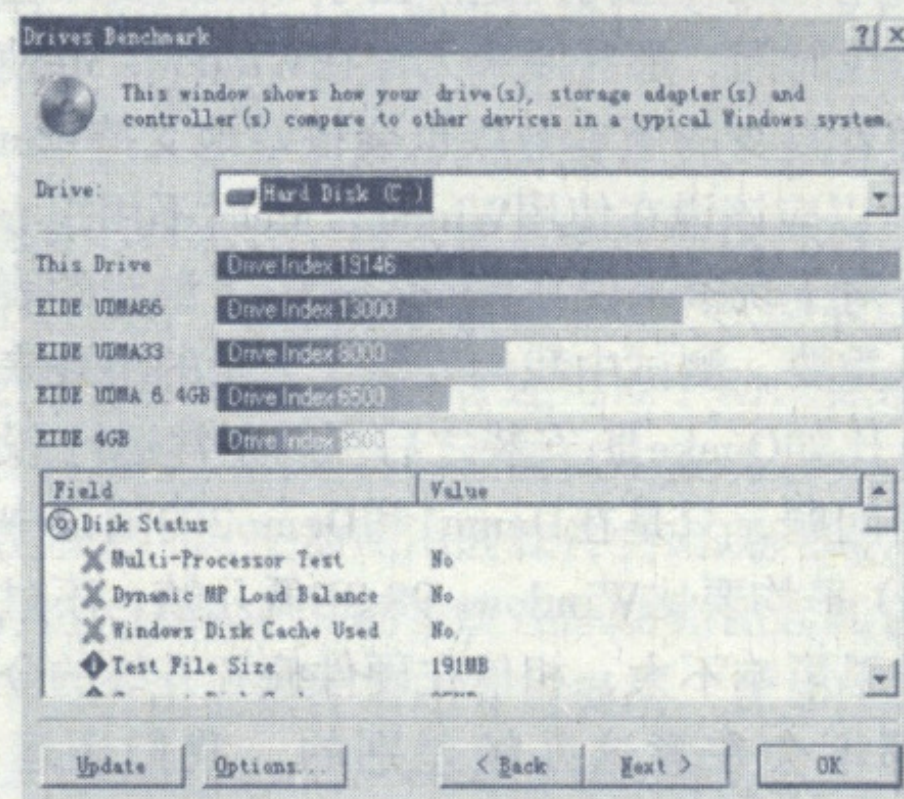 Drives Benchmark
This window shows how your drive(s), storage adapter(s) and
controller(s) compare to other devices in a typical Windows system.
Drive:
Hard Disk (C )
This Drive Drive Index 19146
EIDE UDMA66 Drive Index 13000
EIDE UDMA33 Drive Index 8000
EIDE UDMA 6 4GB Drive Index 6500
EIDE 4GB Drive Index 3500
Field Value
Disk Status
Multi-Processor Test No
Dynamic MP Load Balance No
Windows Disk Cache Used No
Test File Size 191MB
Update Options... < Back Next > OK